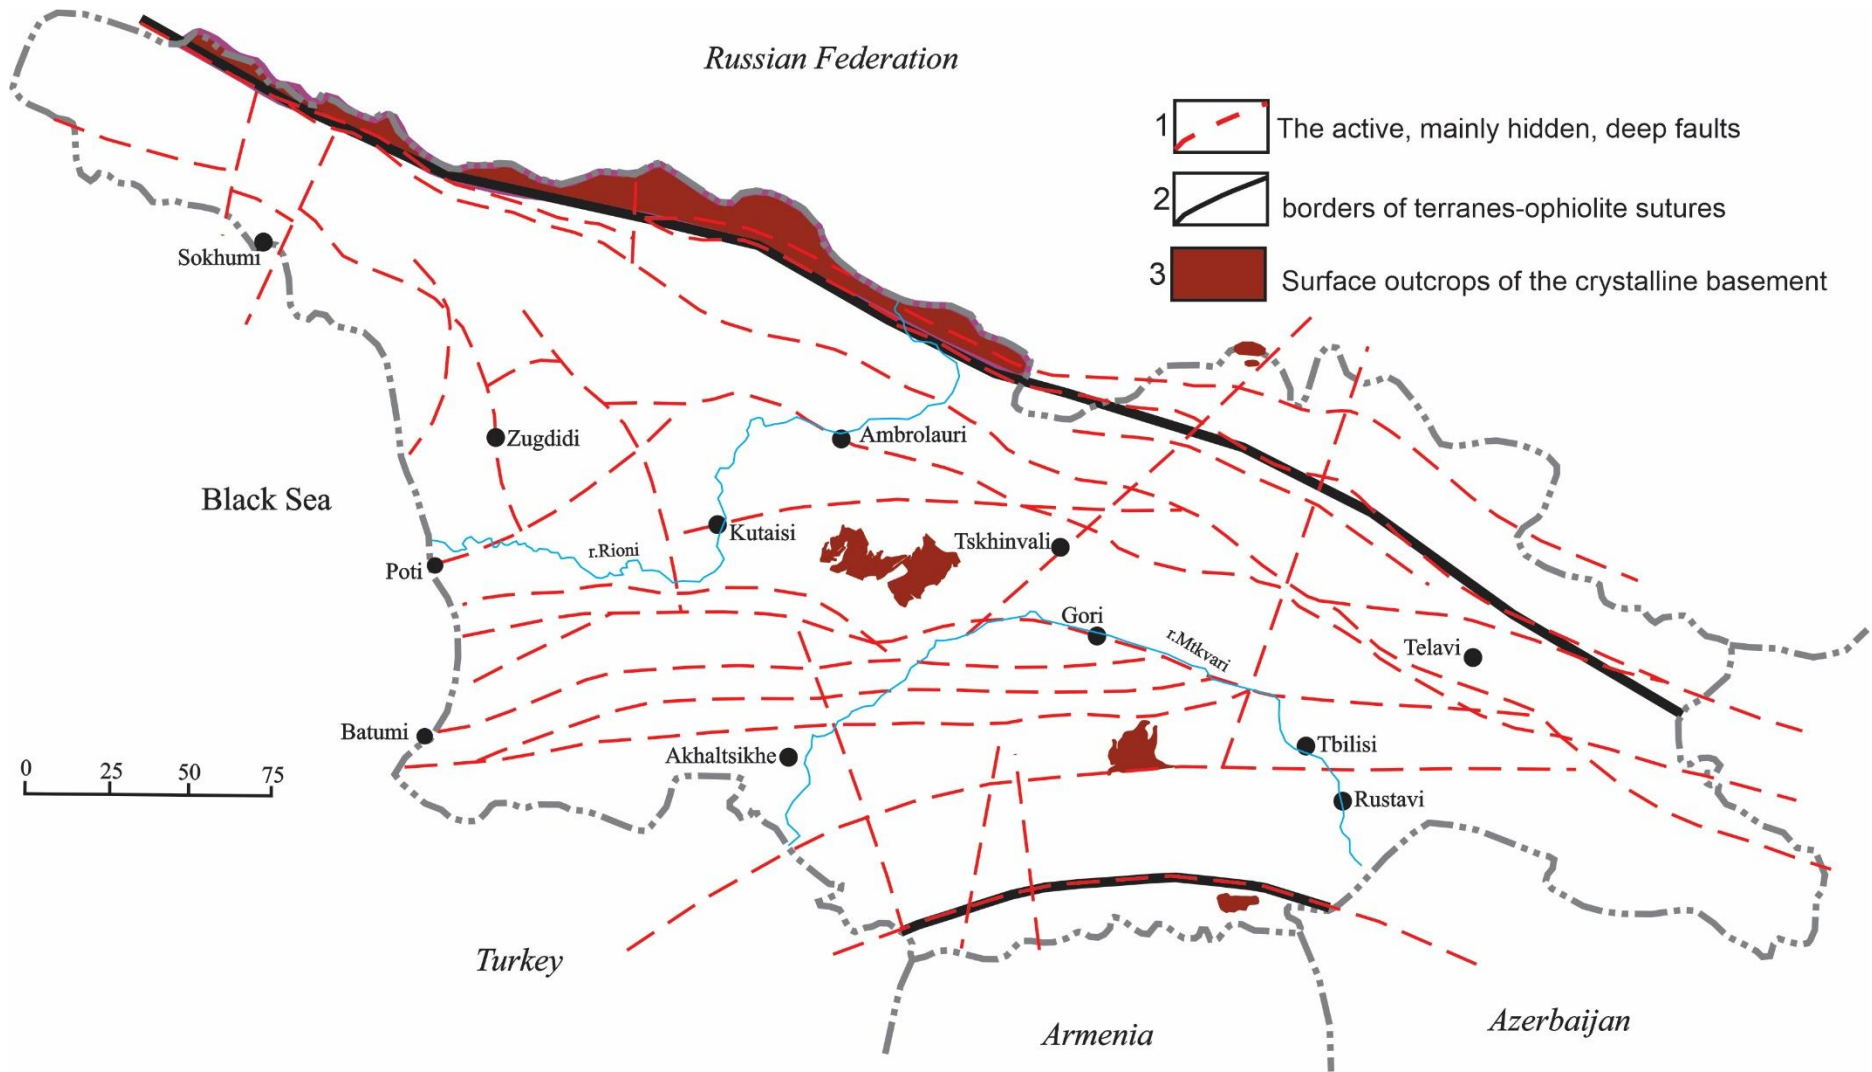 Russian Federation
1 The active, mainly hidden, deep faults
2 borders of terranes-ophiolite sutures
3 Surface outcrops of the crystalline basement
Sokhumi
Zugdidi
Ambrolauri
Black Sea
Kutaisi
Tskhinvali
r.Rioni
Poti
Gori
r.Mtkvari
Telavi
Batumi
Akhaltsikhe
Tbilisi
0 25 50 75
Rustavi
Turkey
Armenia
Azerbaijan